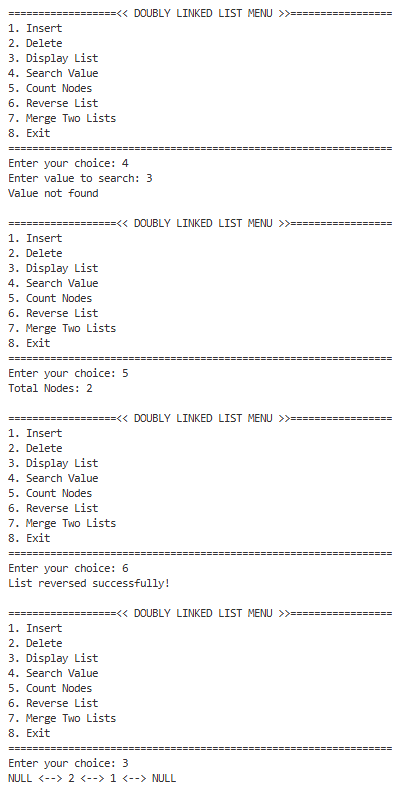 ==================<< DOUBLY LINKED LIST MENU >>=================
1. Insert
2. Delete
3. Display List
4. Search Value
5. Count Nodes
6. Reverse List
7. Merge Two Lists
8. Exit
================================================================
Enter your choice: 4
Enter value to search: 3
Value not found
==================<< DOUBLY LINKED LIST MENU >>=================
1. Insert
2. Delete
3. Display List
4. Search Value
5. Count Nodes
6. Reverse List
7. Merge Two Lists
8. Exit
================================================================
Enter your choice: 5
Total Nodes: 2
==================<< DOUBLY LINKED LIST MENU >>=================
1. Insert
2. Delete
3. Display List
4. Search Value
5. Count Nodes
6. Reverse List
7. Merge Two Lists
8. Exit
================================================================
Enter your choice: 6
List reversed successfully!
==================<< DOUBLY LINKED LIST MENU >>=================
1. Insert
2. Delete
3. Display List
4. Search Value
5. Count Nodes
6. Reverse List
7. Merge Two Lists
8. Exit
================================================================
Enter your choice: 3
NULL <--> 2 <--> 1 <--> NULL